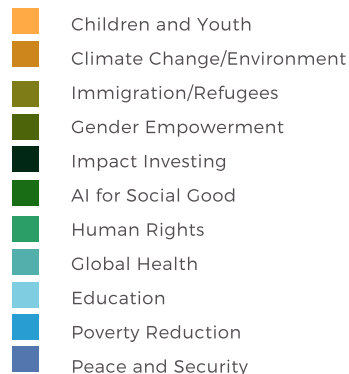 Children and Youth
Climate Change/Environment
Immigration/Refugees
Gender Empowerment
Impact Investing
AI for Social Good
Human Rights
Global Health
Education
Poverty Reduction
Peace and Security